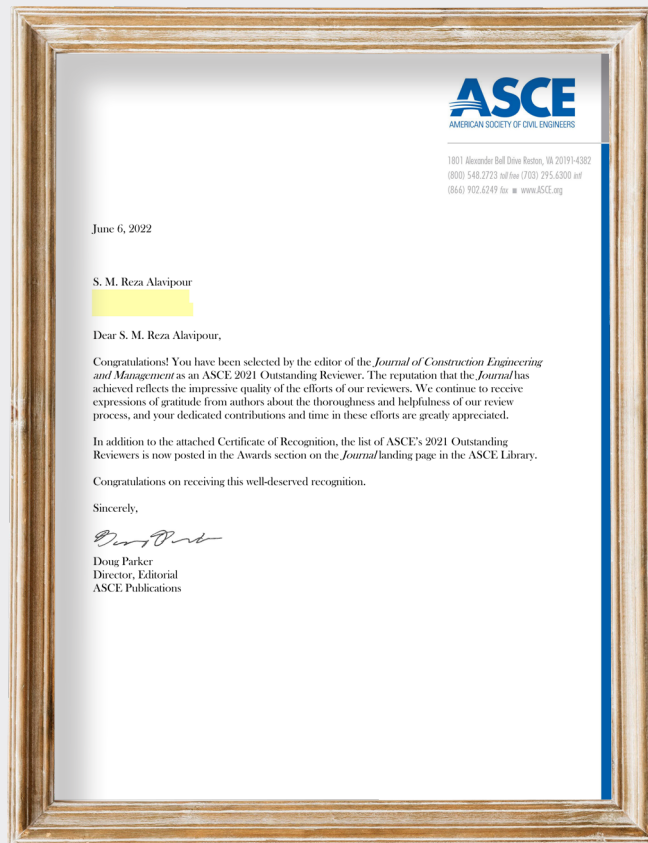 ASCE
AMERICAN SOCIETY OF CIVIL ENGINEERS
1801 Alexander Bell Drive Reston, VA 20191-4382
(800) 548.2723 toll free (703) 295.6300 intl
(866) 902.6249 fax ■ www.ASCE.org
June 6, 2022
S. M. Reza Alavipour
Dear S. M. Reza Alavipour,
Congratulations! You have been selected by the editor of the Journal of Construction Engineering
and Management as an ASCE 2021 Outstanding Reviewer. The reputation that the Journal has
achieved reflects the impressive quality of the efforts of our reviewers. We continue to receive
expressions of gratitude from authors about the thoroughness and helpfulness of our review
process, and your dedicated contributions and time in these efforts are greatly appreciated.
In addition to the attached Certificate of Recognition, the list of ASCE's 2021 Outstanding
Reviewers is now posted in the Awards section on the Journal landing page in the ASCE Library.
Congratulations on receiving this well-deserved recognition.
Sincerely,
Doug Parker
Director, Editorial
ASCE Publications